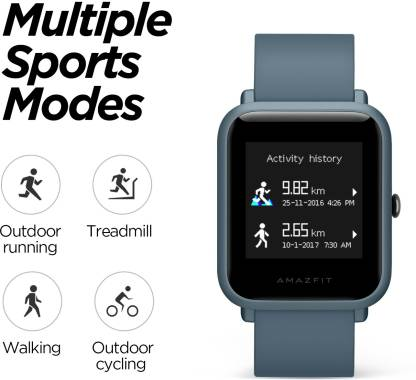 Multiple
Sports
Modes
Outdoor
running
Treadmill
Walking
Outdoor
cycling
Activity history
9.82 km
25-11-2016 4:26 PM
2.65 km
10-1-2017 7:30 AM
AMAZFIT